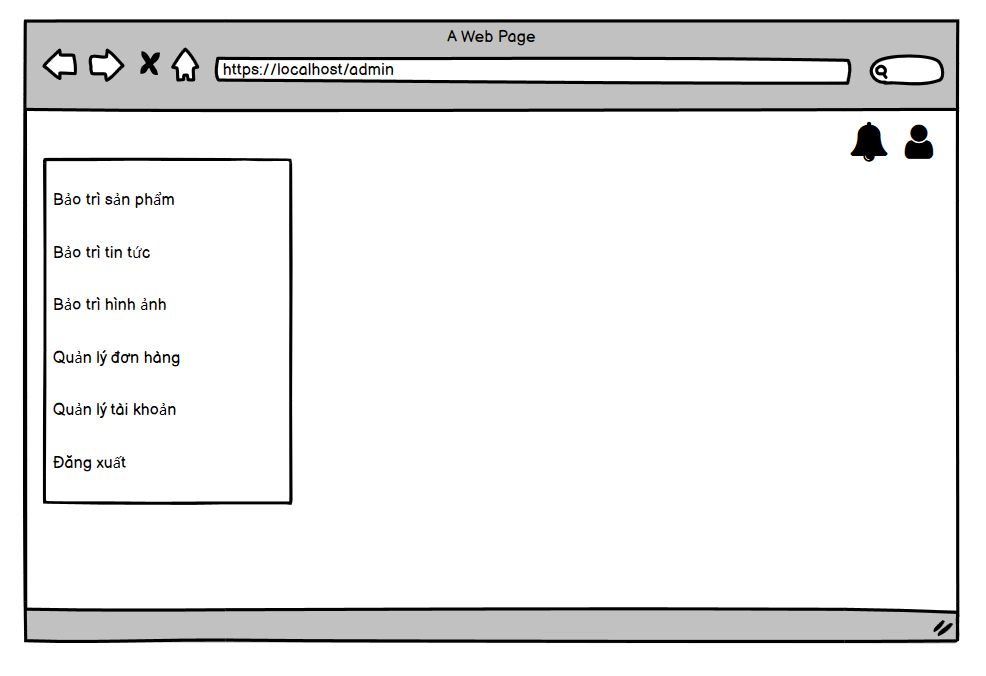 A Web Page
https://localhost/admin
Bảo trì sản phẩm
Bảo trì tin tức
Bảo trì hình ảnh
Quản lý đơn hàng
Quản lý tài khoản
Đăng xuất